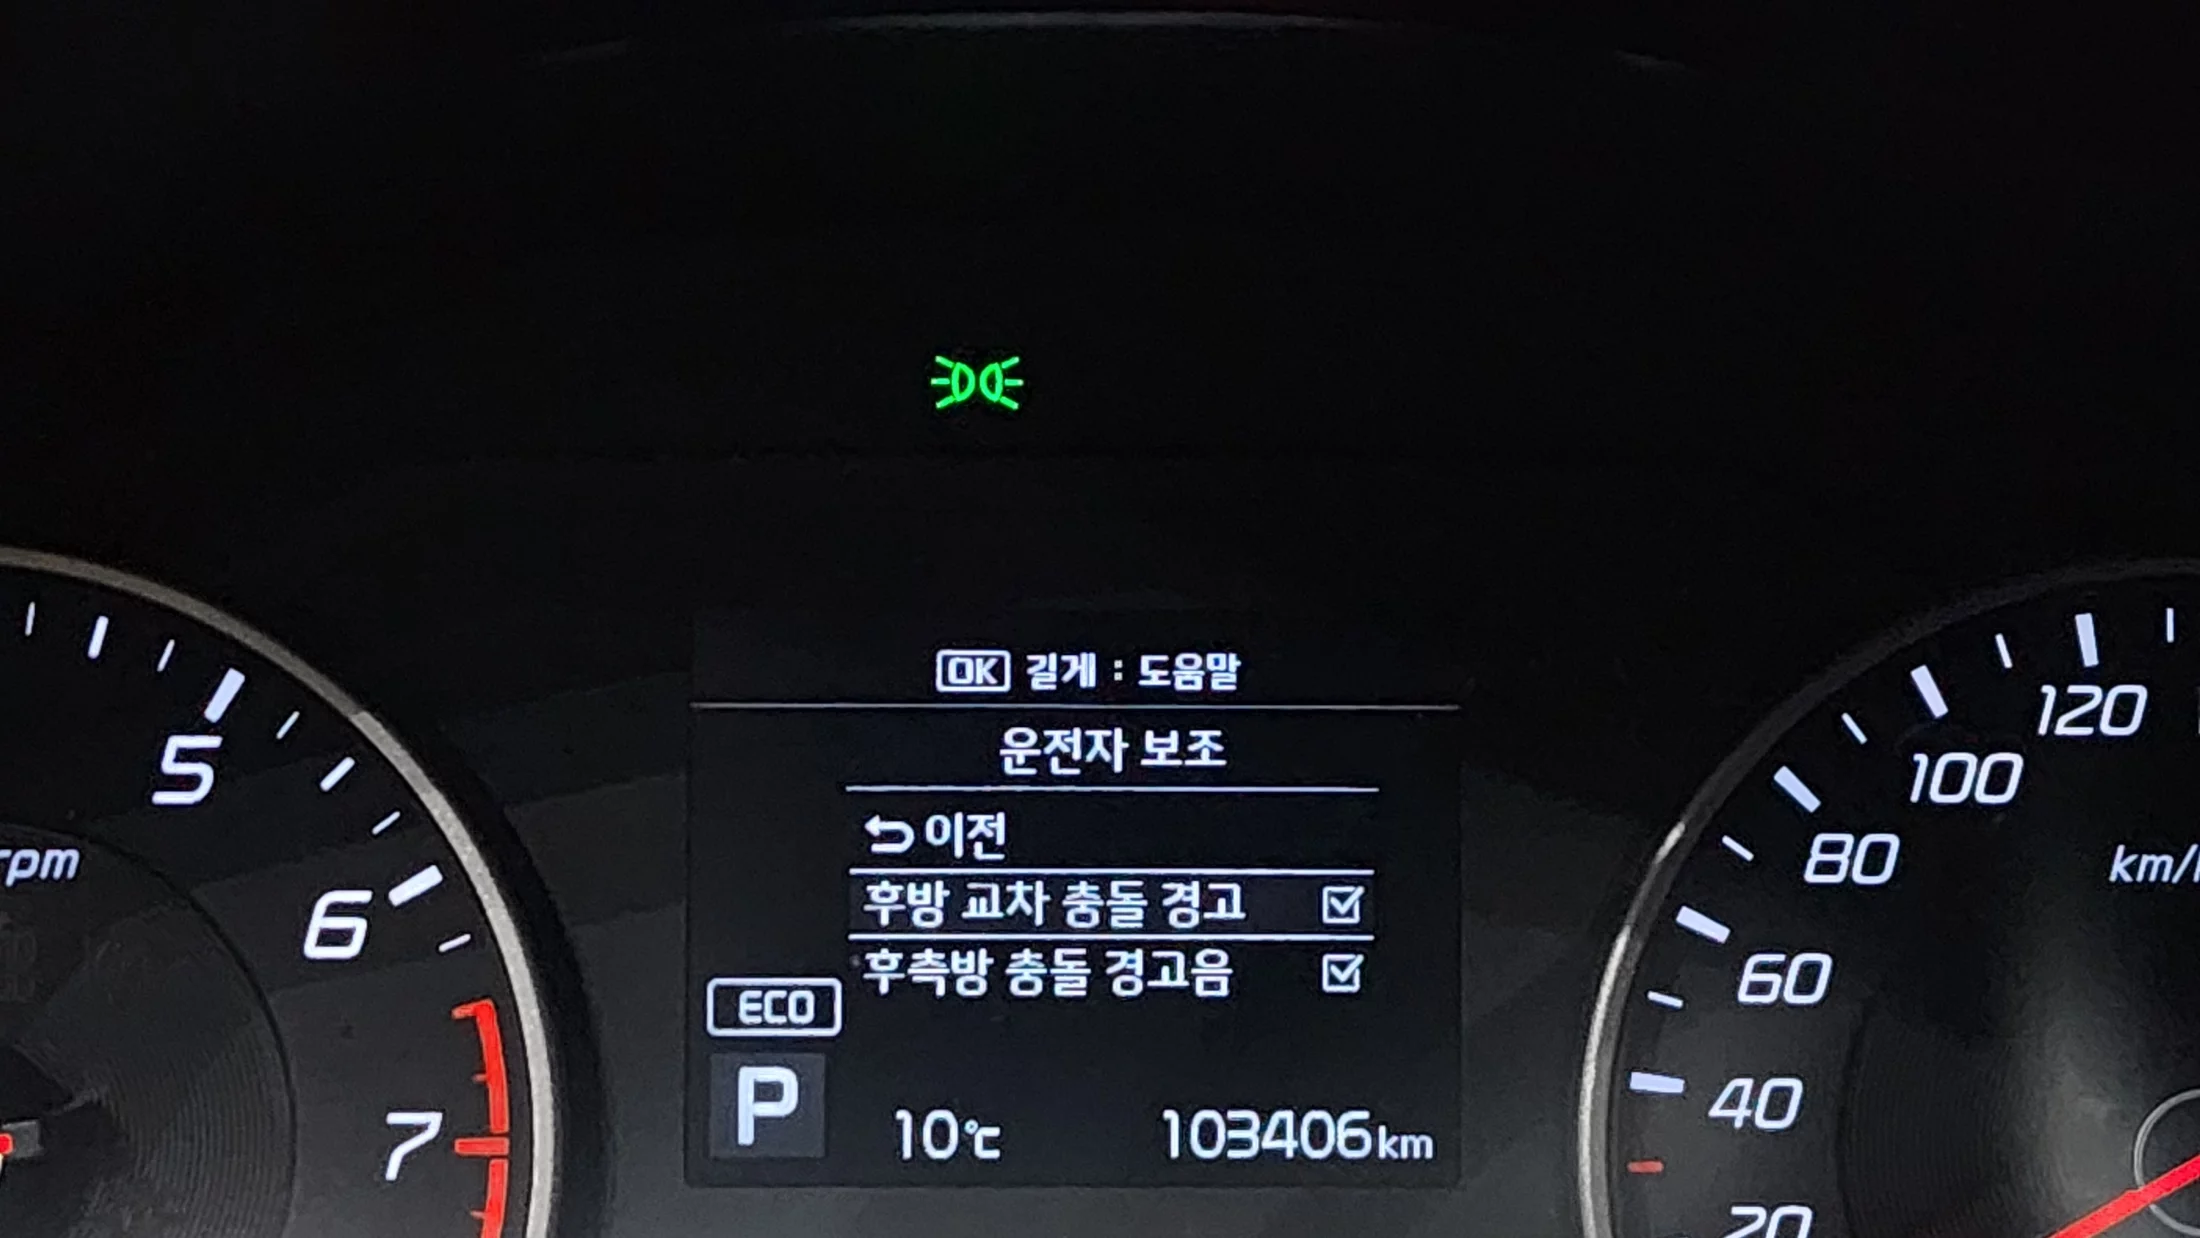 OK 길게 : 도움말
운전자 보조
이전
후방 교차 충돌 경고
후측방 충돌 경고음
ECO
P
10℃
103406km
5
6
7
rpm
120
100
80
60
40
20
km/